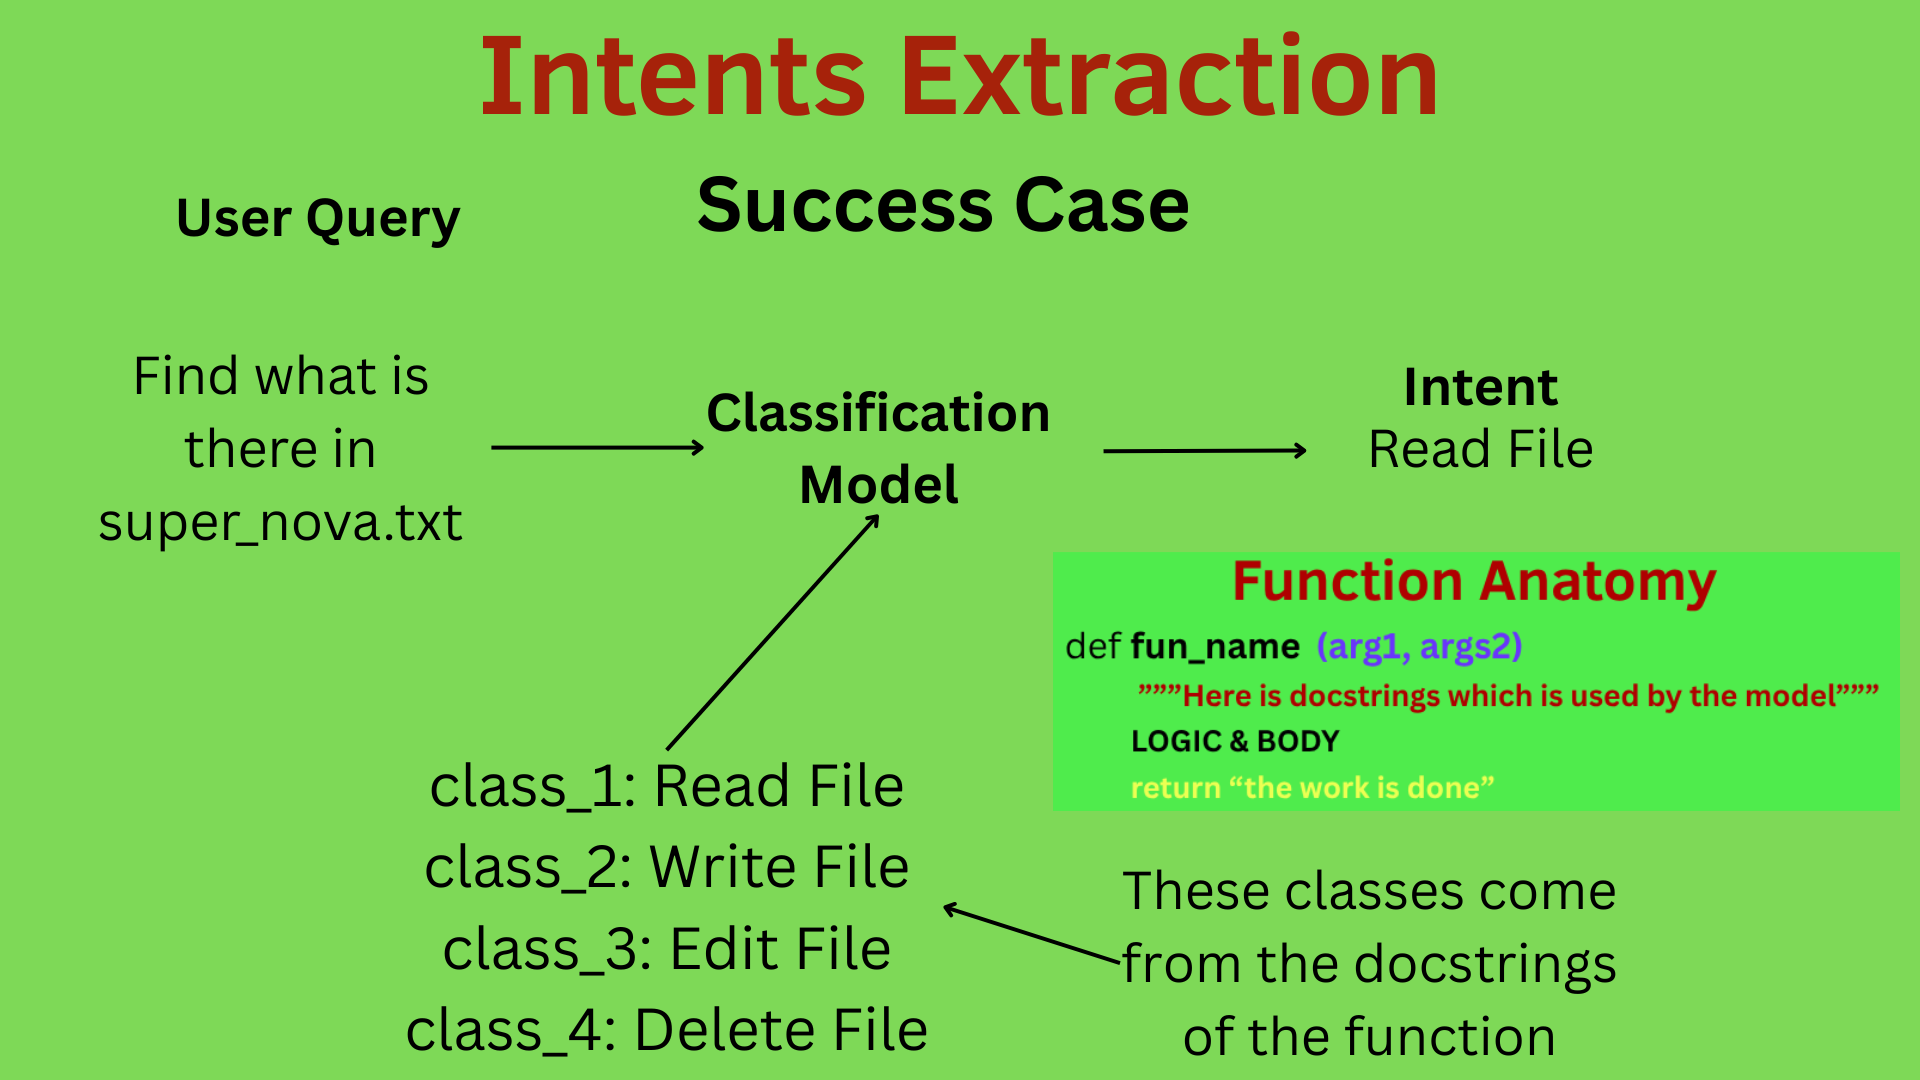 Intents Extraction
Success Case
User Query
Find what is
there in
super_nova.txt
Classification
Model
Intent
Read File
Function Anatomy
def fun_name (arg1, args2)
”””Here is docstrings which is used by the model”””
LOGIC & BODY
return “the work is done”
class_1: Read File
class_2: Write File
class_3: Edit File
class_4: Delete File
These classes come
from the docstrings
of the function